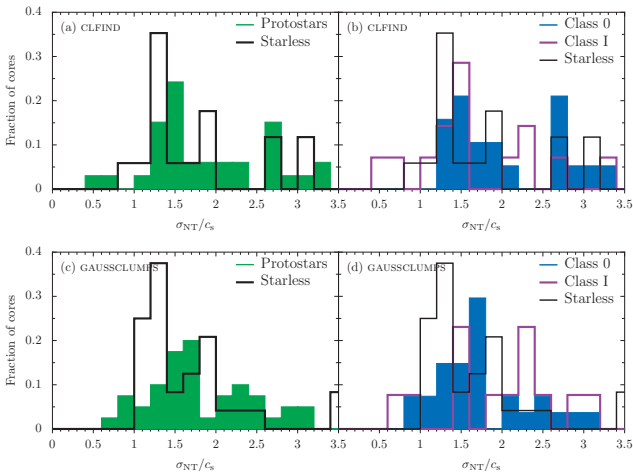 0.4
0.3
0.2
0.1
0
Fraction of cores
(a) CLFIND
Protostars
Starless
0 0.5 1 1.5 2 2.5 3 3.5
σNT/cs
(b) CLFIND
Class 0
Class I
Starless
0.5 1 1.5 2 2.5 3 3.5
σNT/cs
0.4
0.3
0.2
0.1
0
Fraction of cores
(c) GAUSSCLUMPS
Protostars
Starless
0 0.5 1 1.5 2 2.5 3 3.5
σNT/cs
(d) GAUSSCLUMPS
Class 0
Class I
Starless
0.5 1 1.5 2 2.5 3 3.5
σNT/cs